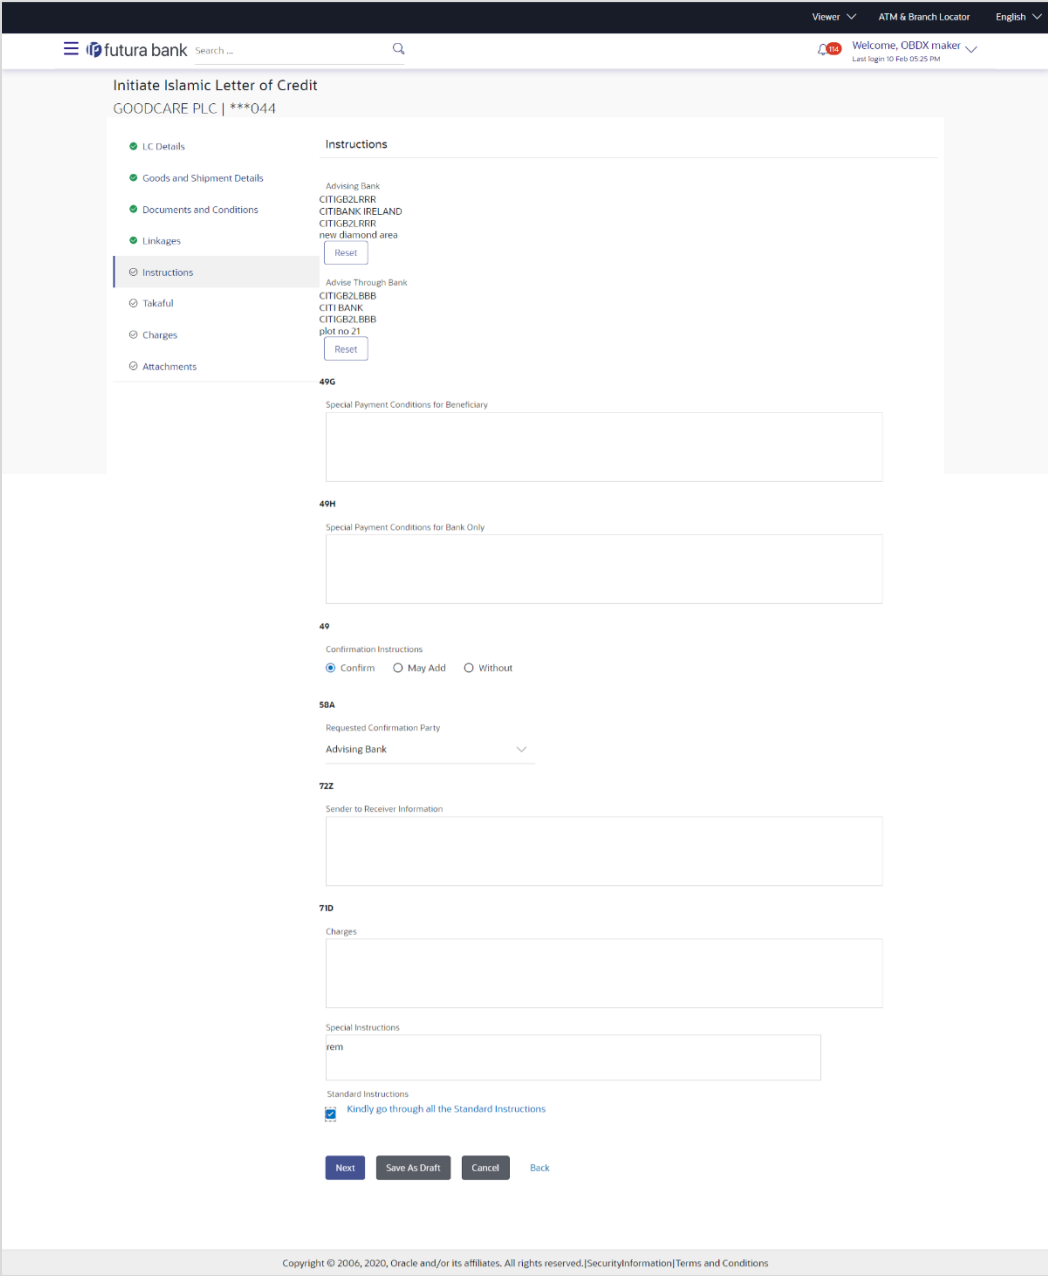 Viewer ATM & Branch Locator English
futura bank Search ... 114 Welcome, OBDX maker
Last login 10 Feb 05:25 PM
Initiate Islamic Letter of Credit
GOODCARE PLC | ***044
LC Details
Goods and Shipment Details
Documents and Conditions
Linkages
Instructions
Takaful
Charges
Attachments
Instructions
Advising Bank
CITIGB2LRRR
CITIBANK IRELAND
CITIGB2LRRR
new diamond area
Reset
Advise Through Bank
CITIGB2LBBB
CITI BANK
CITIGB2LBBB
plot no 21
Reset
49G
Special Payment Conditions for Beneficiary
49H
Special Payment Conditions for Bank Only
49
Confirmation Instructions
Confirm May Add Without
58A
Requested Confirmation Party
Advising Bank
72Z
Sender to Receiver Information
71D
Charges
Special Instructions
rem
Standard Instructions
Kindly go through all the Standard Instructions
Next Save As Draft Cancel Back
Copyright © 2006, 2020, Oracle and/or its affiliates. All rights reserved.|SecurityInformation|Terms and Conditions